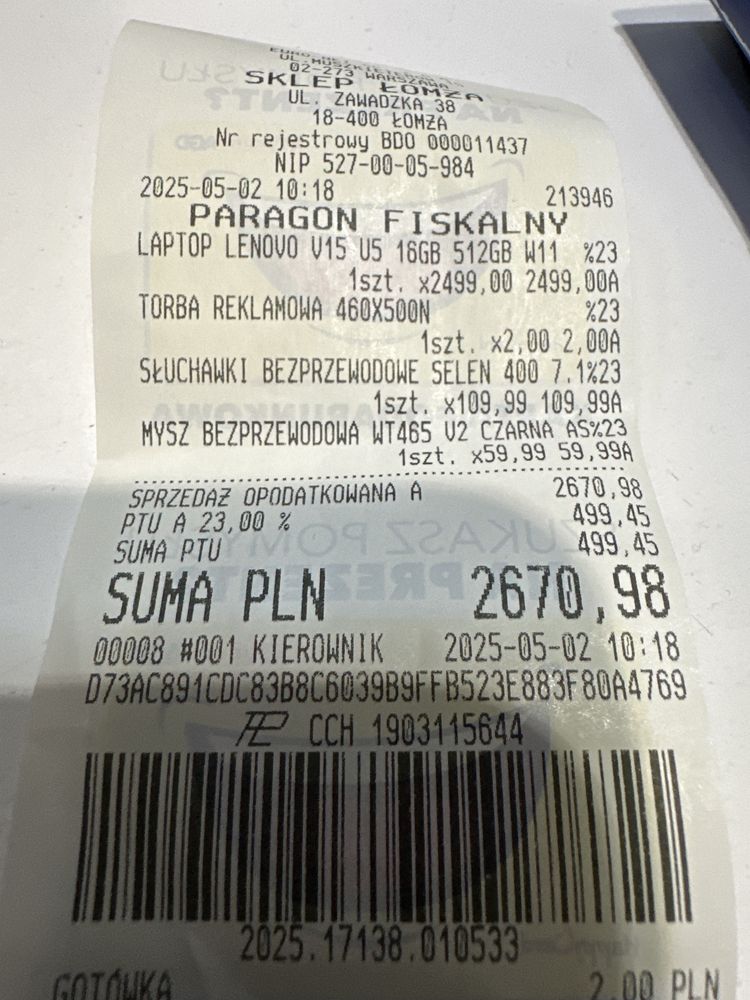 02-273 WARSZAWA
SKLEP ŁOMŻA
UL. ZAWADZKA 38
18-400 ŁOMŻA
Nr rejestrowy BDO 000011437
NIP 527-00-05-984
2025-05-02 10:18 213946
PARAGON FISKALNY
LAPTOP LENOVO V15 U5 16GB 512GB W11 %23
1szt. x2499,00 2499,00A
TORBA REKLAMOWA 460X500N %23
1szt. x2,00 2,00A
SŁUCHAWKI BEZPRZEWODOWE SELEN 400 7.1%23
1szt. x109,99 109,99A
MYSZ BEZPRZEWODOWA WT465 V2 CZARNA AS%23
1szt. x59,99 59,99A
SPRZEDAŻ OPODATKOWANA A 2670,98
PTU A 23,00 % 499,45
SUMA PTU 499,45
SUMA PLN 2670,98
00008 #001 KIEROWNIK 2025-05-02 10:18
D73AC891CDC83B8C6039B9FFB523E883F80A4769
CCH 1903115644
2025.17138.010533
GOTÓWKA 2,00 PLN